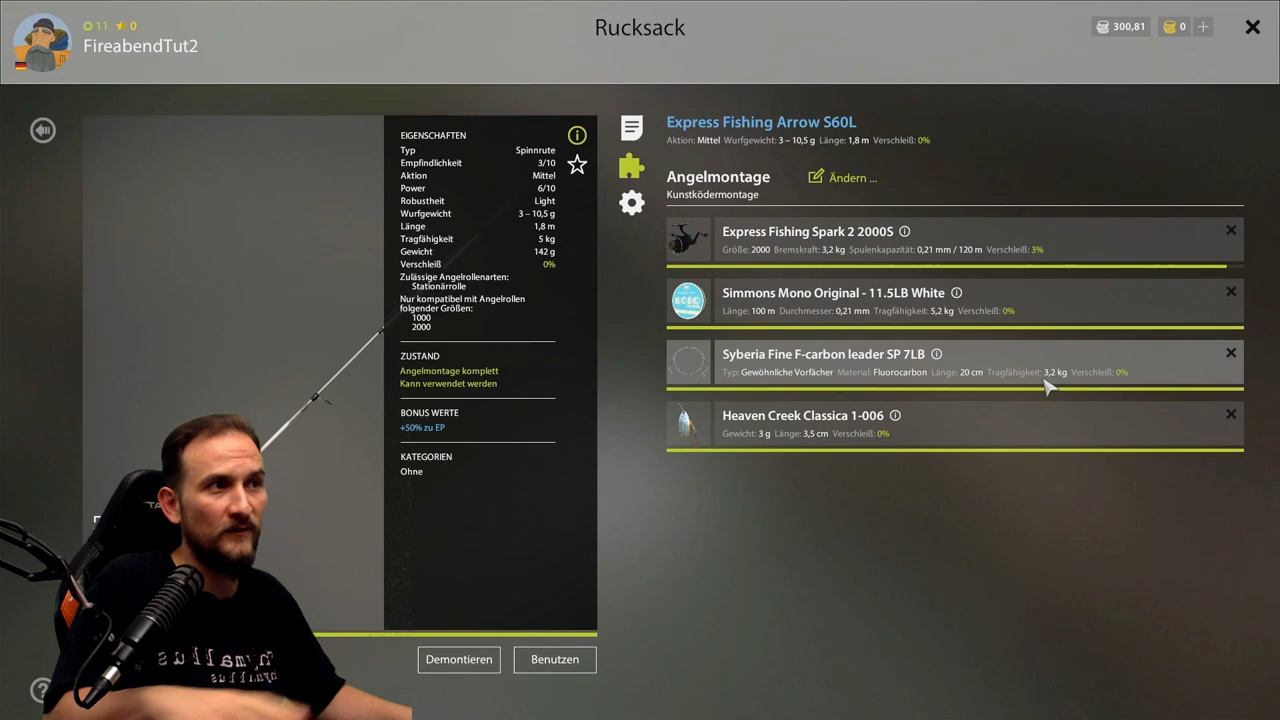 11 0
FireabendTut2
Rucksack
300,81 0
EIGENSCHAFTEN
Typ Spinnrute
Empfindlichkeit 3/10
Aktion Mittel
Power 6/10
Robustheit Light
Wurfgewicht 3 – 10,5 g
Länge 1,8 m
Tragfähigkeit 5 kg
Gewicht 142 g
Verschleiß 0%
Zulässige Angelrollenarten:
Stationärrolle
Nur kompatibel mit Angelrollen
folgender Größen:
1000
2000
ZUSTAND
Angelmontage komplett
Kann verwendet werden
BONUS WERTE
+50% zu EP
KATEGORIEN
Ohne
Demontieren Benutzen
Express Fishing Arrow S60L
Aktion: Mittel Wurfgewicht: 3 – 10,5 g Länge: 1,8 m Verschleiß: 0%
Angelmontage Ändern ...
Kunstködermontage
Express Fishing Spark 2 2000S
Größe: 2000 Bremskraft: 3,2 kg Spulenkapazität: 0,21 mm / 120 m Verschleiß: 3%
Simmons Mono Original - 11.5LB White
Länge: 100 m Durchmesser: 0,21 mm Tragfähigkeit: 5,2 kg Verschleiß: 0%
Syberia Fine F-carbon leader SP 7LB
Typ: Gewöhnliche Vorfächer Material: Fluorocarbon Länge: 20 cm Tragfähigkeit: 3,2 kg Verschleiß: 0%
Heaven Creek Classica 1-006
Gewicht: 3 g Länge: 3,5 cm Verschleiß: 0%